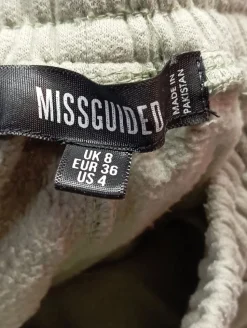 MISSGUIDED
MADE IN
PAKISTAN
UK 8
EUR 36
US 4